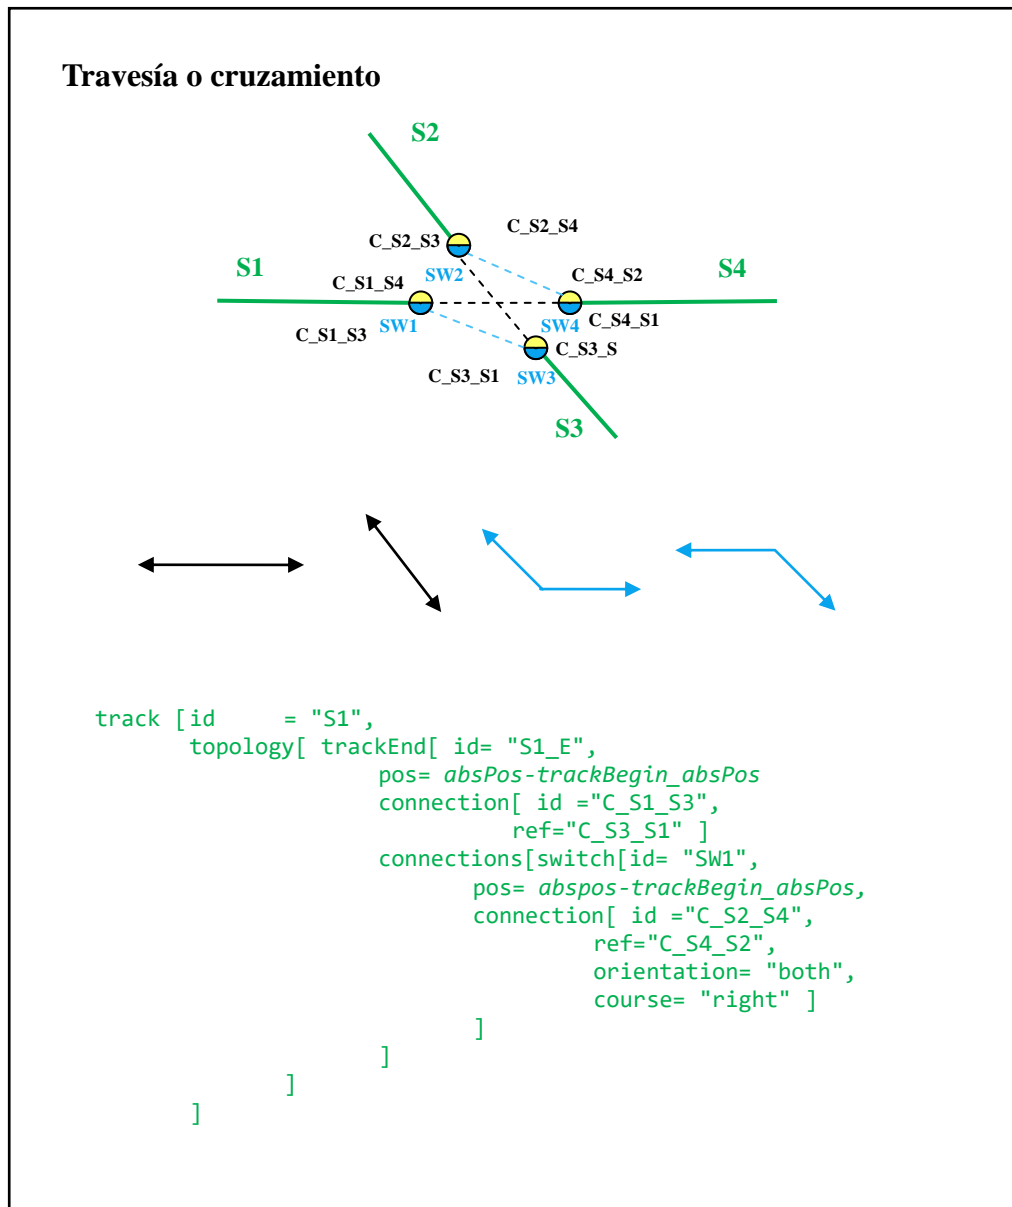 Travesía o cruzamiento
S2
C_S2_S4
C_S2_S3
S1
SW2
C_S4_S2
S4
C_S1_S4
C_S1_S3
SW1
SW4
C_S4_S1
C_S3_S
C_S3_S1
SW3
S3
track [id     = "S1",
topology[ trackEnd[ id= "S1_E",
pos= absPos-trackBegin_absPos
connection[ id ="C_S1_S3",
ref="C_S3_S1" ]
connections[switch[id= "SW1",
pos= abspos-trackBegin_absPos,
connection[ id ="C_S2_S4",
ref="C_S4_S2",
orientation= "both",
course= "right" ]
]
]
]
]